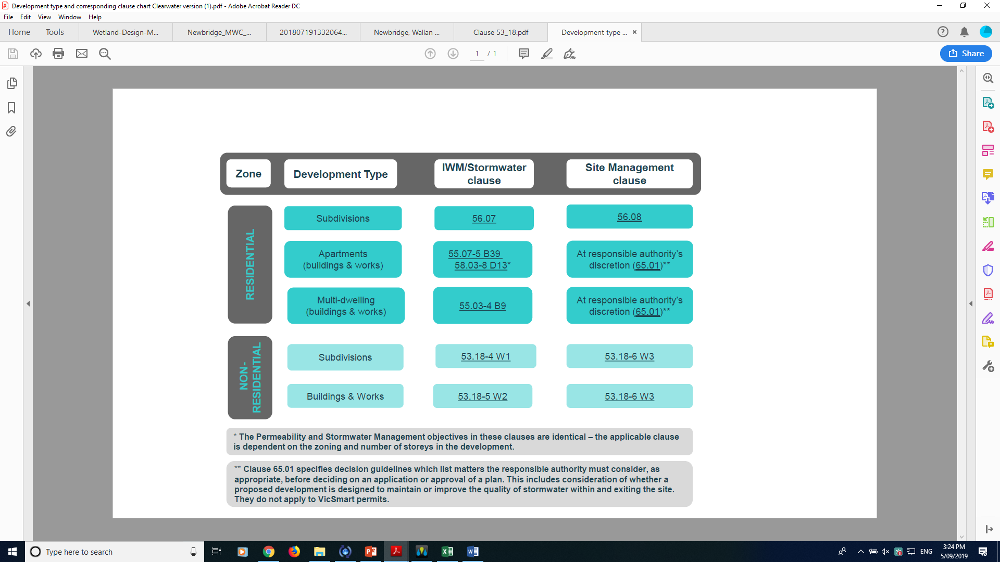 Development type and corresponding clause chart Clearwater version (1).pdf - Adobe Acrobat Reader DC
File Edit View Window Help
Home Tools Wetland-Design-M... Newbridge_MWC_... 201807191332064... Newbridge, Wallan ... Clause 53_18.pdf Development type ... ×
1 / 1 Share
Zone Development Type IWM/Stormwater clause Site Management clause
RESIDENTIAL
Subdivisions 56.07 56.08
Apartments 55.07-5 B39 At responsible authority's
(buildings & works) 58.03-8 D13* discretion (65.01)**
Multi-dwelling 55.03-4 B9 At responsible authority's
(buildings & works) discretion (65.01)**
NON-
RESIDENTIAL
Subdivisions 53.18-4 W1 53.18-6 W3
Buildings & Works 53.18-5 W2 53.18-6 W3
* The Permeability and Stormwater Management objectives in these clauses are identical – the applicable clause
is dependent on the zoning and number of storeys in the development.
** Clause 65.01 specifies decision guidelines which list matters the responsible authority must consider, as
appropriate, before deciding on an application or approval of a plan. This includes consideration of whether a
proposed development is designed to maintain or improve the quality of stormwater within and exiting the site.
They do not apply to VicSmart permits.
Type here to search
ENG
3:24 PM
5/09/2019